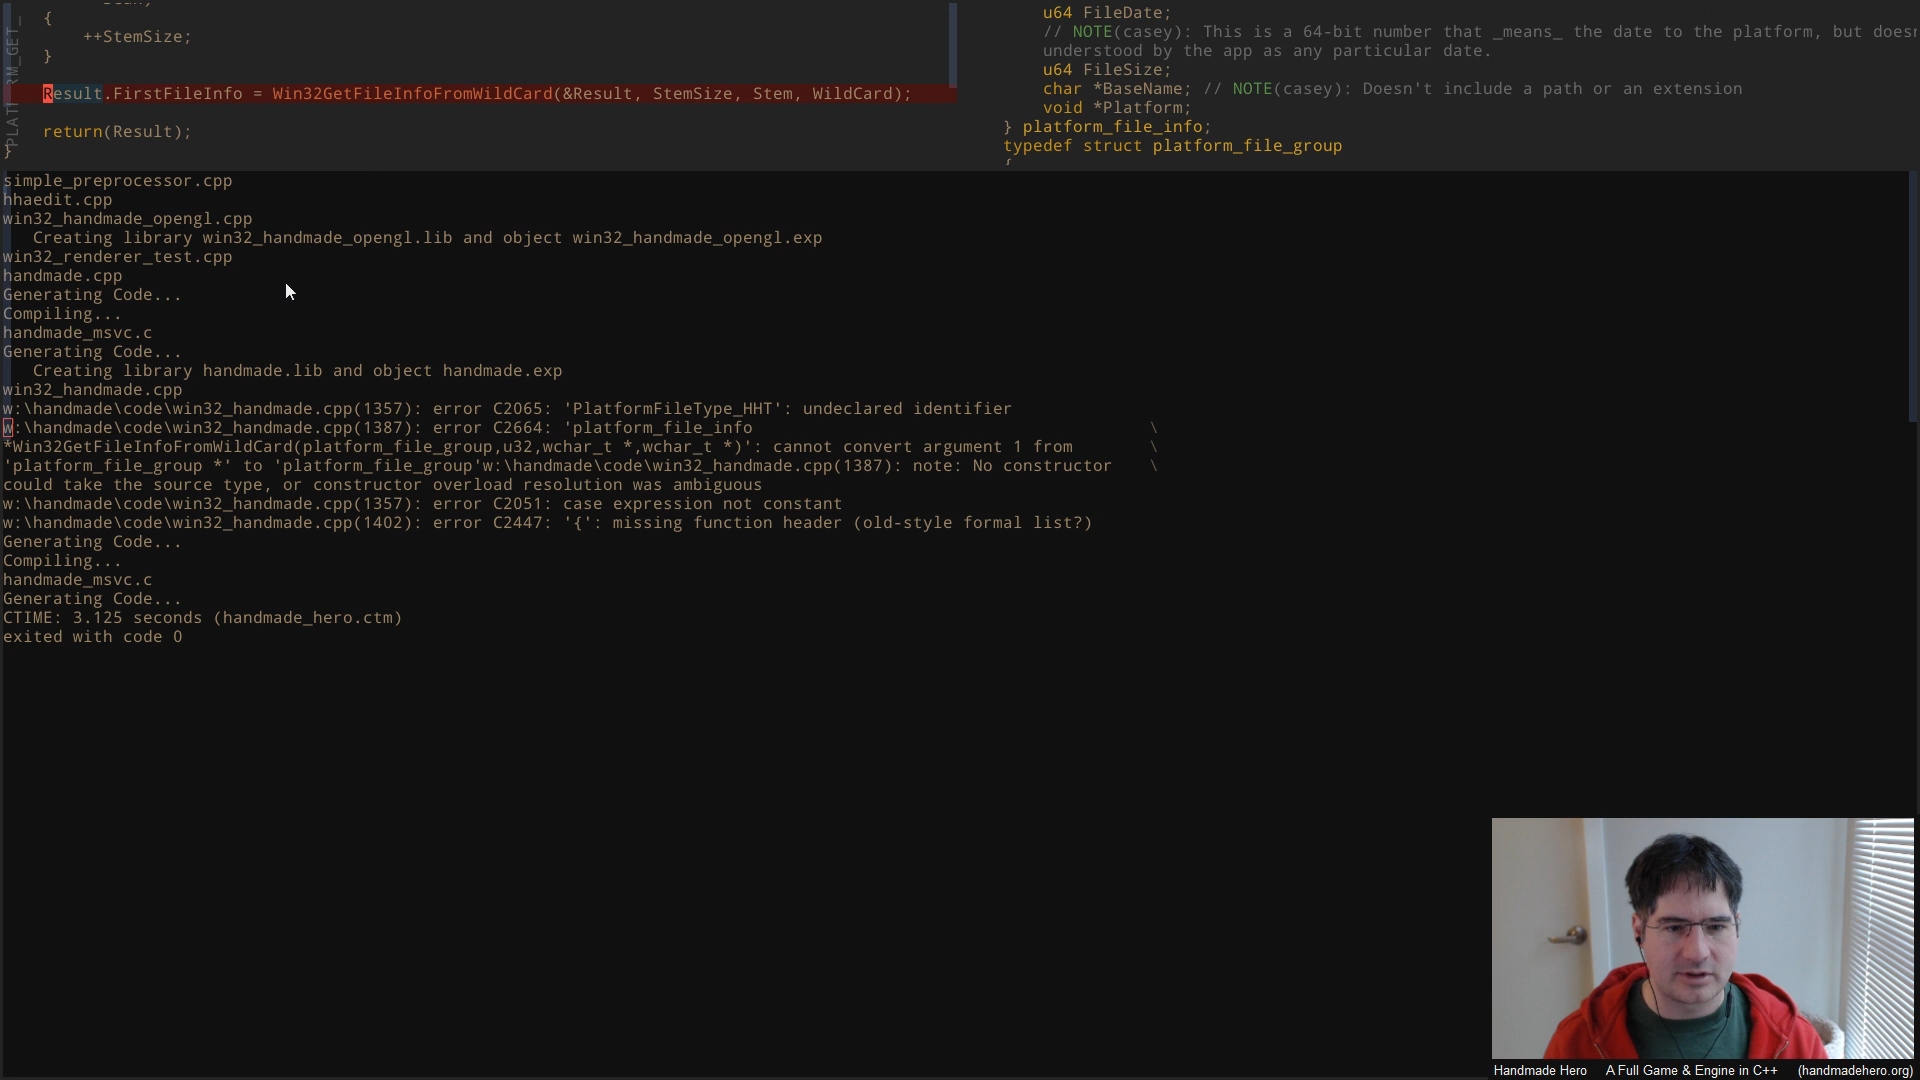 {
++StemSize;
}
Result.FirstFileInfo = Win32GetFileInfoFromWildCard(&Result, StemSize, Stem, WildCard);
return(Result);
}
u64 FileDate;
// NOTE(casey): This is a 64-bit number that _means_ the date to the platform, but doesn
understood by the app as any particular date.
u64 FileSize;
char *BaseName; // NOTE(casey): Doesn't include a path or an extension
void *Platform;
} platform_file_info;
typedef struct platform_file_group
simple_preprocessor.cpp
hhaedit.cpp
win32_handmade_opengl.cpp
Creating library win32_handmade_opengl.lib and object win32_handmade_opengl.exp
win32_renderer_test.cpp
handmade.cpp
Generating Code...
Compiling...
handmade_msvc.c
Generating Code...
Creating library handmade.lib and object handmade.exp
win32_handmade.cpp
w:\handmade\code\win32_handmade.cpp(1357): error C2065: 'PlatformFileType_HHT': undeclared identifier
w:\handmade\code\win32_handmade.cpp(1387): error C2664: 'platform_file_info \
*Win32GetFileInfoFromWildCard(platform_file_group,u32,wchar_t *,wchar_t *)': cannot convert argument 1 from \
'platform_file_group *' to 'platform_file_group'w:\handmade\code\win32_handmade.cpp(1387): note: No constructor \
could take the source type, or constructor overload resolution was ambiguous
w:\handmade\code\win32_handmade.cpp(1357): error C2051: case expression not constant
w:\handmade\code\win32_handmade.cpp(1402): error C2447: '{': missing function header (old-style formal list?)
Generating Code...
Compiling...
handmade_msvc.c
Generating Code...
CTIME: 3.125 seconds (handmade_hero.ctm)
exited with code 0
Handmade Hero A Full Game & Engine in C++ (handmadehero.org)